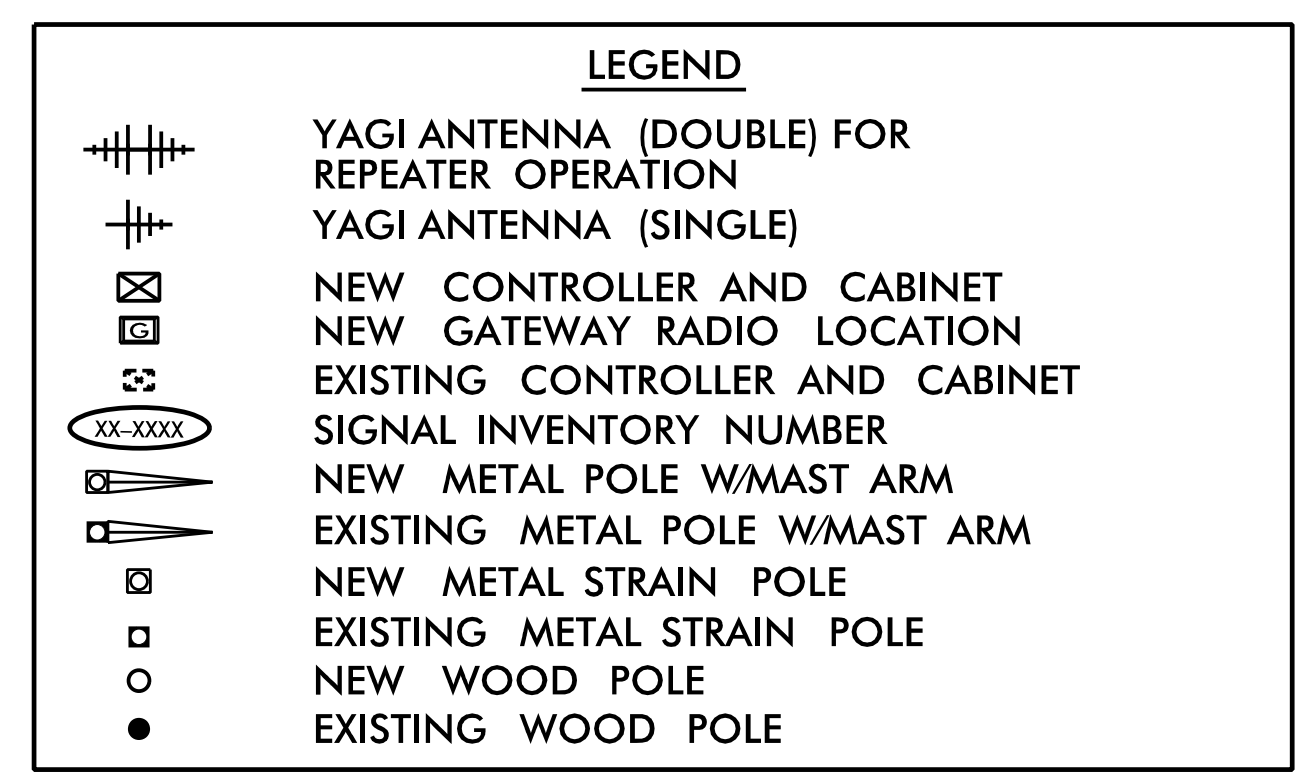 LEGEND
YAGI ANTENNA (DOUBLE) FOR
REPEATER OPERATION
YAGI ANTENNA (SINGLE)
NEW CONTROLLER AND CABINET
G NEW GATEWAY RADIO LOCATION
EXISTING CONTROLLER AND CABINET
XX-XXXX SIGNAL INVENTORY NUMBER
NEW METAL POLE W/MAST ARM
EXISTING METAL POLE W/MAST ARM
NEW METAL STRAIN POLE
EXISTING METAL STRAIN POLE
NEW WOOD POLE
EXISTING WOOD POLE